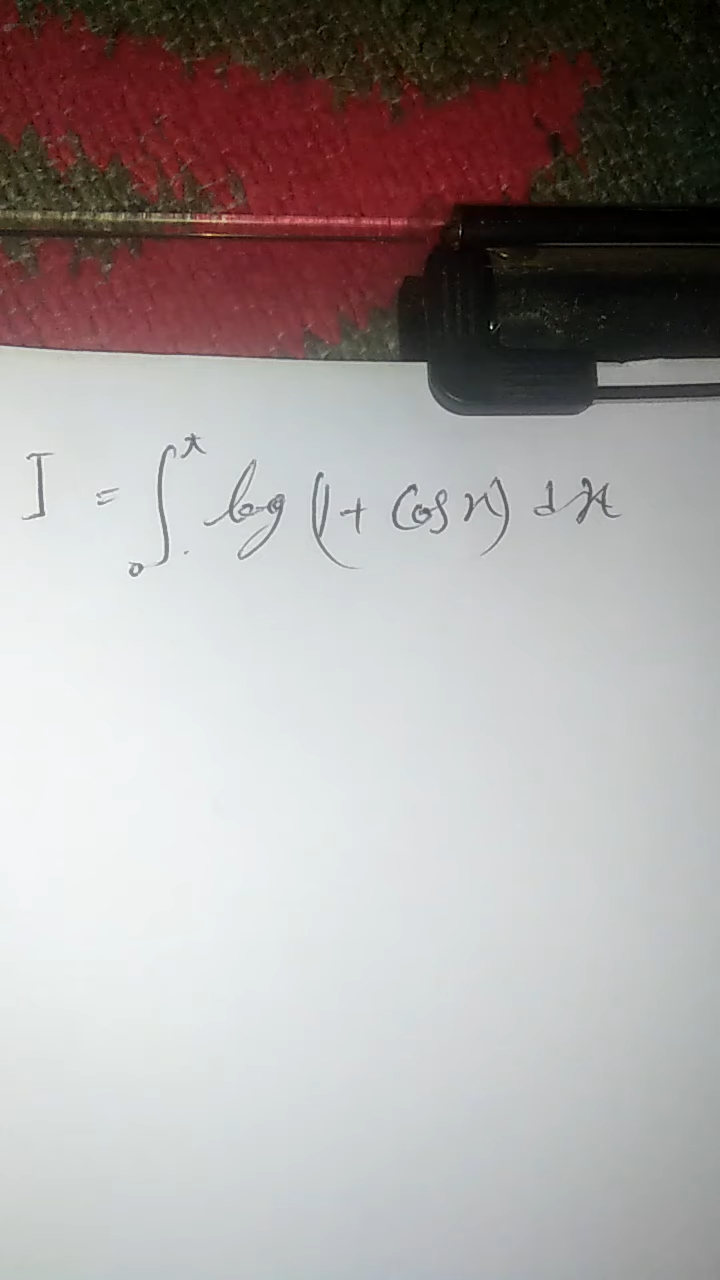 I = ∫₀^π log (1 + Cos x) dx